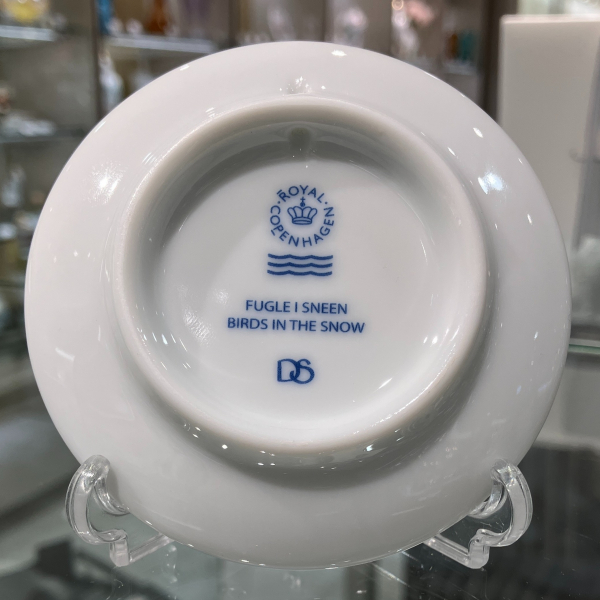 ROYAL COPENHAGEN
FUGLE I SNEEN
BIRDS IN THE SNOW
DS